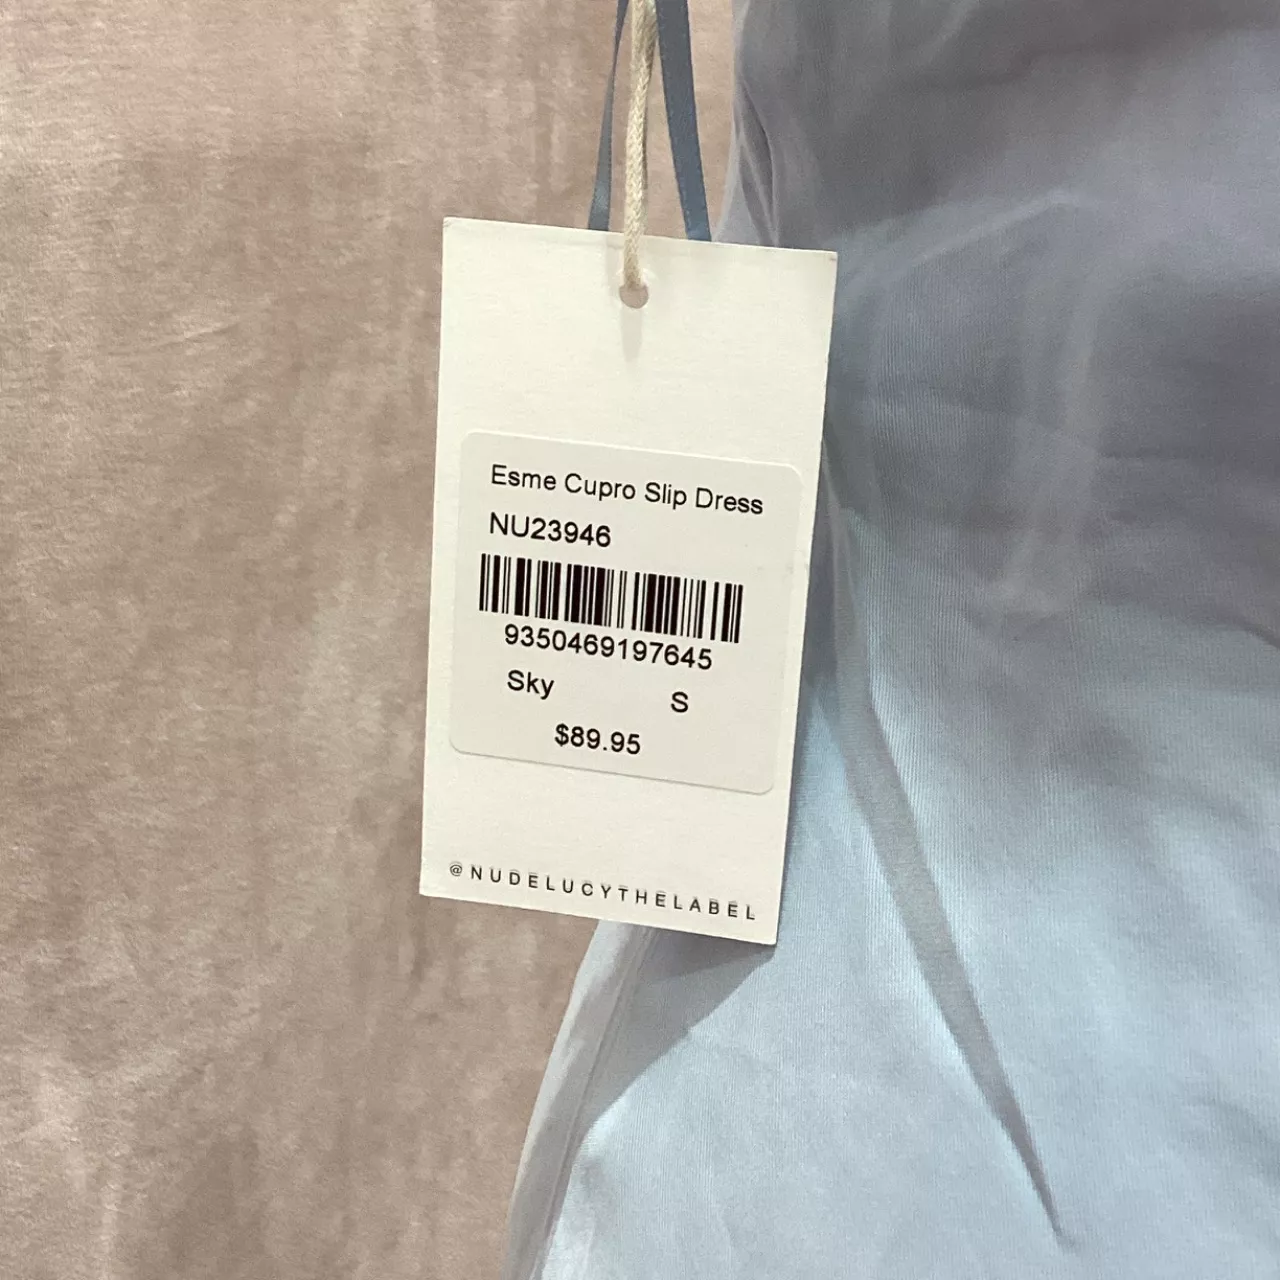 Esme Cupro Slip Dress
NU23946
9350469197645
Sky S
$89.95
@NUDELUCYTHELABEL